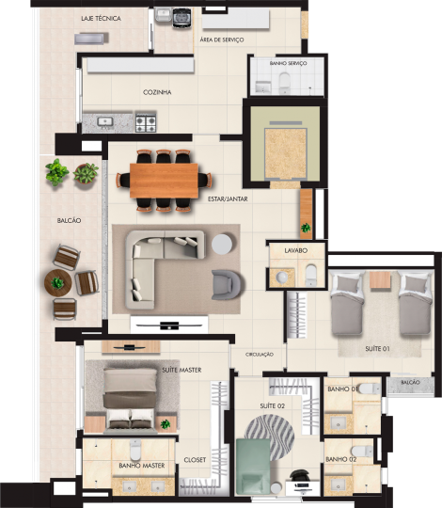 LAJE TÉCNICA
ÁREA DE SERVIÇO
BANHO SERVIÇO
COZINHA
ESTAR/JANTAR
BALCÃO
LAVABO
SUÍTE 01
CIRCULAÇÃO
SUÍTE MASTER
BALCÃO
BANHO 01
SUÍTE 02
BANHO MASTER
CLOSET
BANHO 02